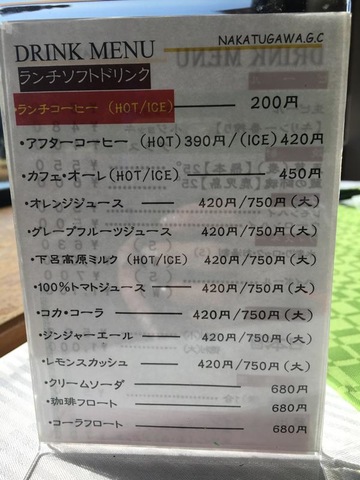 NAKATUGAWA.G.C
DRINK MENU
ランチソフトドリンク
・ランチコーヒー (HOT/ICE) 200円
・アフターコーヒー (HOT)390円/(ICE)420円
・カフェ・オーレ(HOT/ICE) 450円
・オレンジジュース 420円/750円(大)
・グレープフルーツジュース 420円/750円(大)
・下呂高原ミルク (HOT/ICE) 420円/750円(大)
・100%トマトジュース 420円/750円(大)
・コカ・コーラ 420円/750円(大)
・ジンジャーエール 420円/750円(大)
・レモンスカッシュ 420円/750円(大)
・クリームソーダ 680円
・珈琲フロート 680円
・コーラフロート 680円